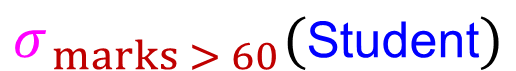 σ marks > 60 (Student)